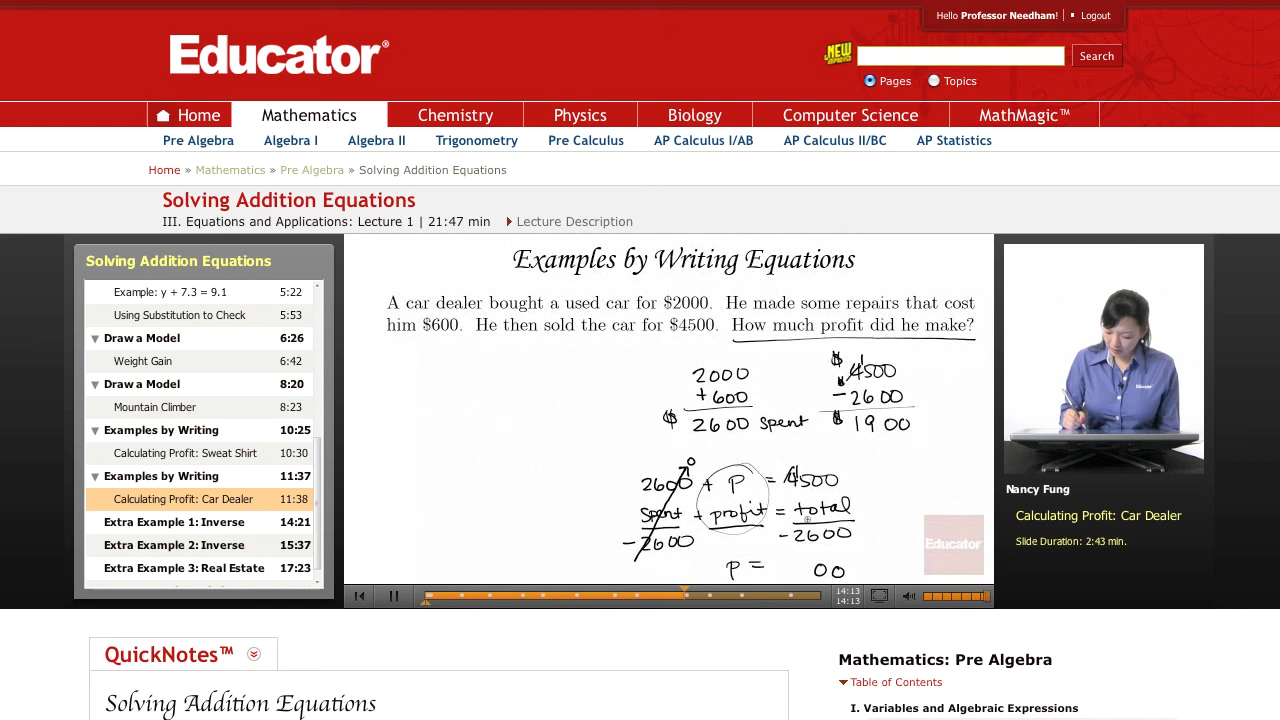 Hello Professor Needham! Logout
Educator®
NEW
Search
Pages Topics
Home Mathematics Chemistry Physics Biology Computer Science MathMagic™
Pre Algebra Algebra I Algebra II Trigonometry Pre Calculus AP Calculus I/AB AP Calculus II/BC AP Statistics
Home » Mathematics » Pre Algebra » Solving Addition Equations
Solving Addition Equations
III. Equations and Applications: Lecture 1 | 21:47 min Lecture Description
Solving Addition Equations
Example: y + 7.3 = 9.1 5:22
Using Substitution to Check 5:53
Draw a Model 6:26
Weight Gain 6:42
Draw a Model 8:20
Mountain Climber 8:23
Examples by Writing 10:25
Calculating Profit: Sweat Shirt 10:30
Examples by Writing 11:37
Calculating Profit: Car Dealer 11:38
Extra Example 1: Inverse 14:21
Extra Example 2: Inverse 15:37
Extra Example 3: Real Estate 17:23
Examples by Writing Equations
A car dealer bought a used car for $2000. He made some repairs that cost
him $600. He then sold the car for $4500. How much profit did he make?
2000
+ 600
$ 2600 spent
$ 4500
- 2600
$ 1900
2600 + P = 4500
spent + profit = total
- 2600 - 2600
P = 00
Educator
14:13
14:13
Nancy Fung
Calculating Profit: Car Dealer
Slide Duration: 2:43 min.
QuickNotes™
Solving Addition Equations
Mathematics: Pre Algebra
Table of Contents
I. Variables and Algebraic Expressions